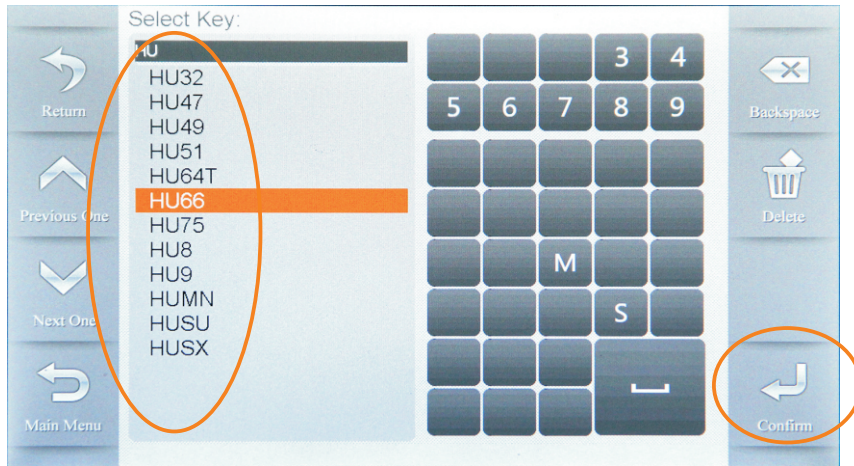 Select Key:
HU
HU32
HU47
HU49
HU51
HU64T
HU66
HU75
HU8
HU9
HUMN
HUSU
HUSX
Return
Previous One
Next One
Main Menu
3 4
5 6 7 8 9
M
S
Backspace
Delete
Confirm